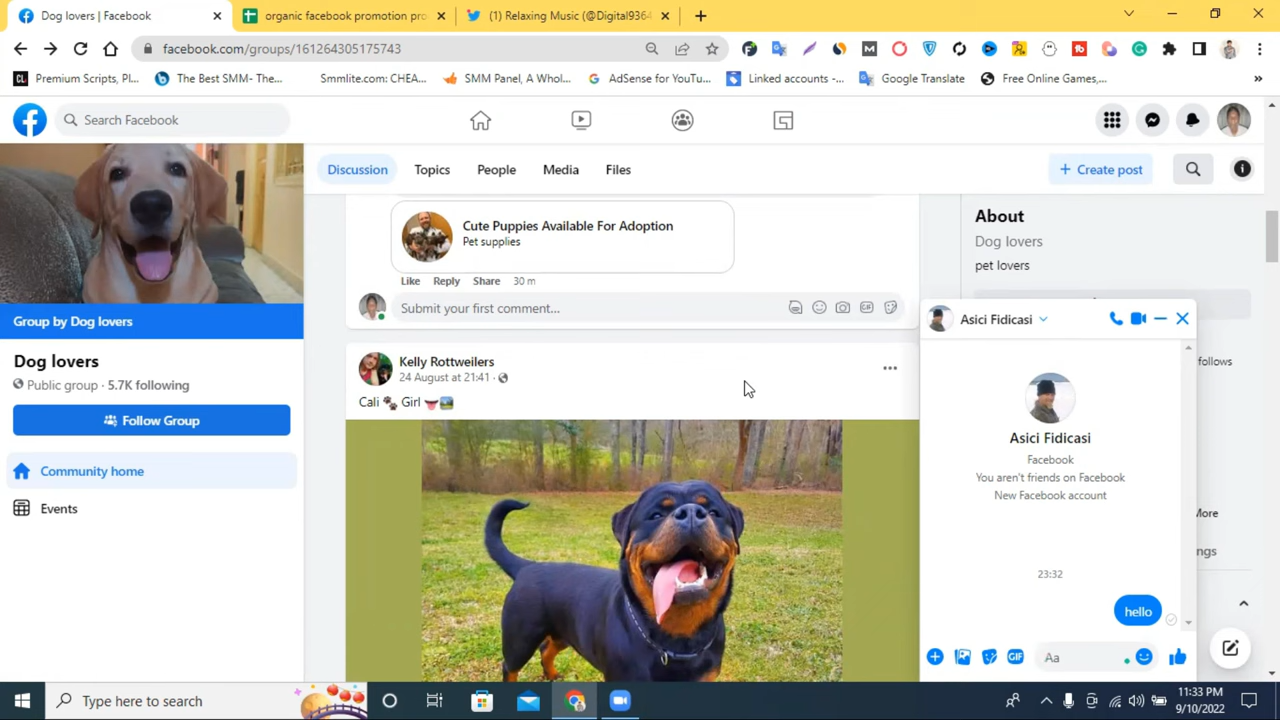 Dog lovers | Facebook
organic facebook promotion pro
(1) Relaxing Music (@Digital9364
facebook.com/groups/161264305175743
Premium Scripts, Pl...
The Best SMM- The...
Smmlite.com: CHEA...
SMM Panel, A Whol...
AdSense for YouTu...
Linked accounts -...
Google Translate
Free Online Games,...
Search Facebook
Discussion
Topics
People
Media
Files
+ Create post
Group by Dog lovers
Dog lovers
Public group · 5.7K following
Follow Group
Community home
Events
Cute Puppies Available For Adoption
Pet supplies
Like Reply Share 30 m
Submit your first comment...
Kelly Rottweilers
24 August at 21:41 ·
Cali 🐾 Girl 👅🏞️
About
Dog lovers
pet lovers
follows
More
ngs
Asici Fidicasi
Asici Fidicasi
Facebook
You aren't friends on Facebook
New Facebook account
23:32
hello
GIF
Aa
Type here to search
11:33 PM
9/10/2022